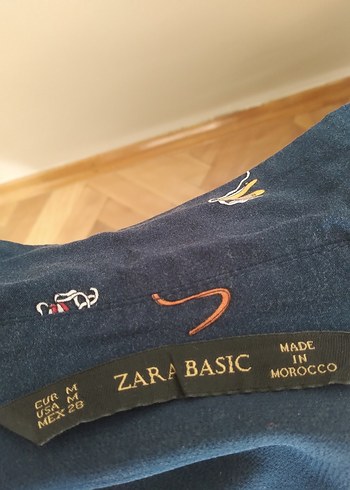 EUR M
USA M
MEX 28
ZARA BASIC
MADE
IN
MOROCCO